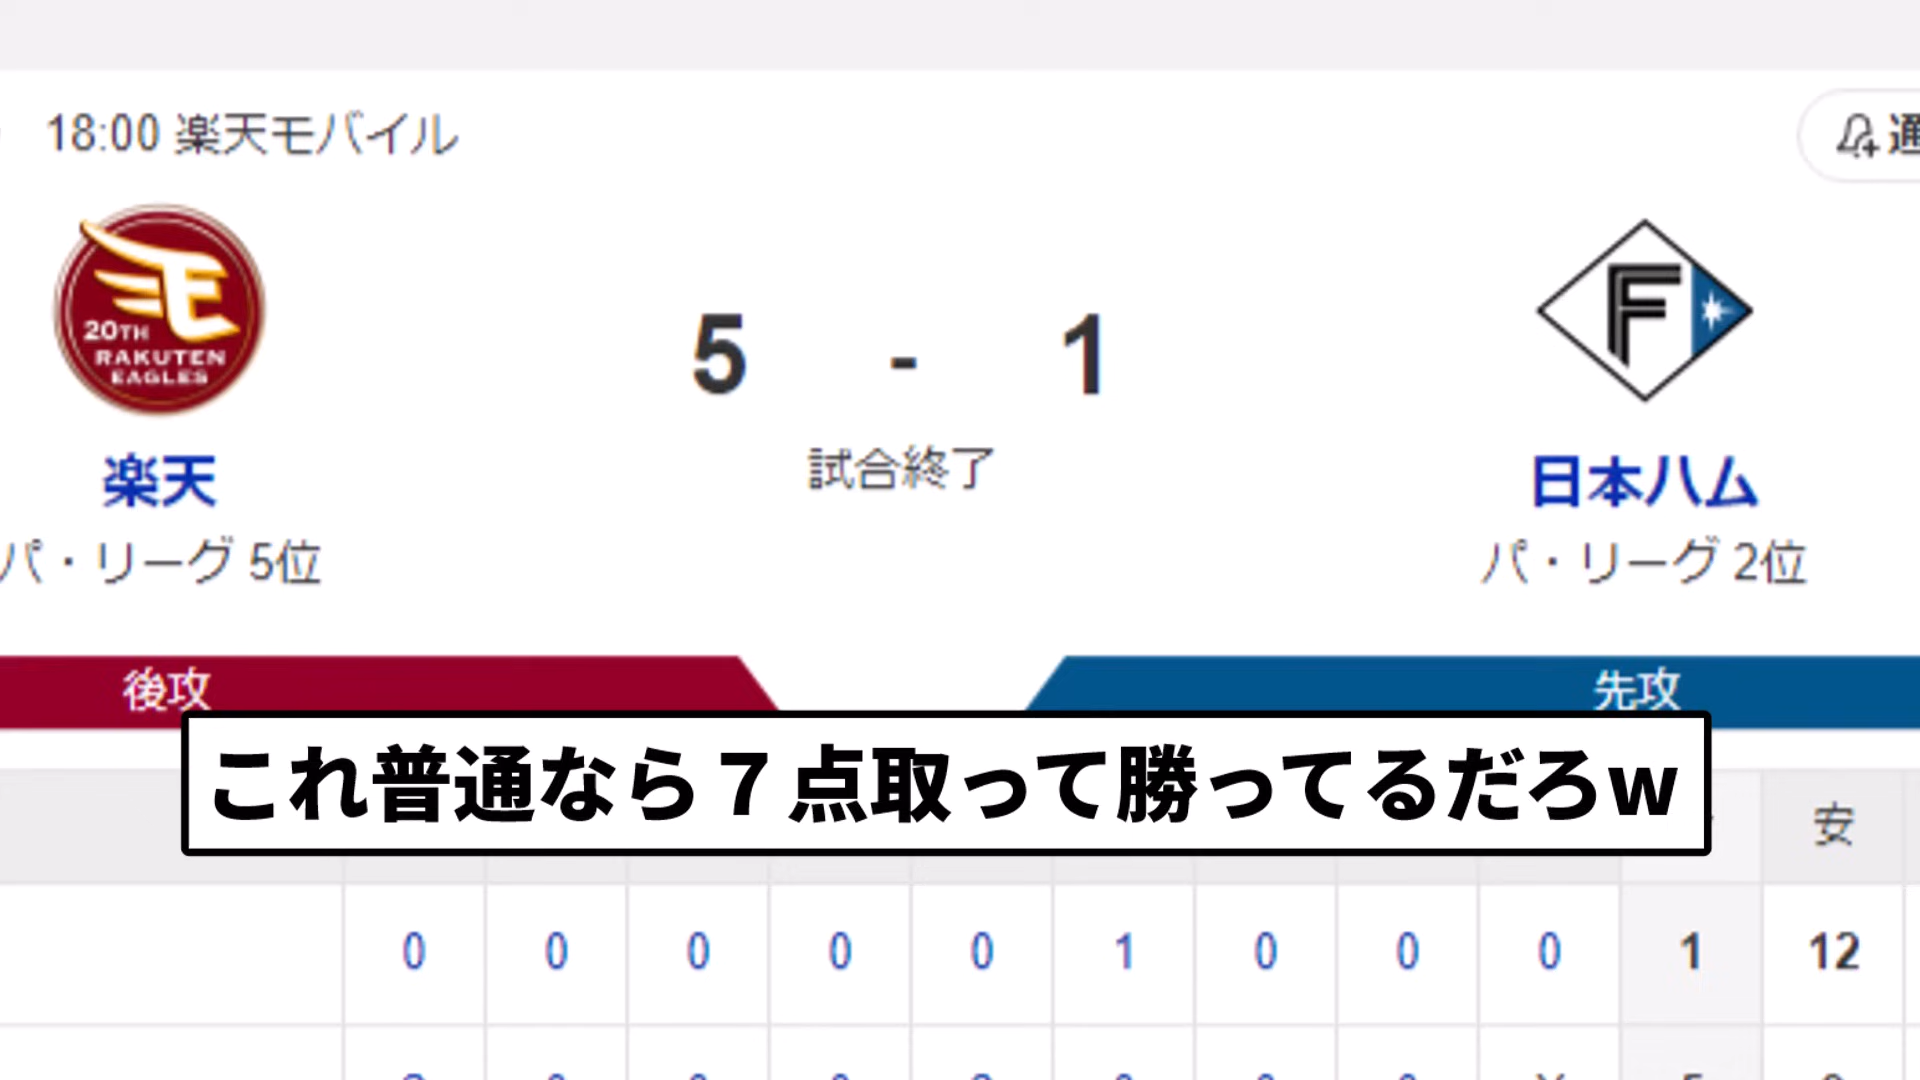 18:00 楽天モバイル
通
20TH
RAKUTEN
EAGLES
F
5 - 1
試合終了
楽天
日本ハム
パ・リーグ 5位
パ・リーグ 2位
後攻
先攻
これ普通なら７点取って勝ってるだろw
安
0 0 0 0 0 1 0 0 0 1 12